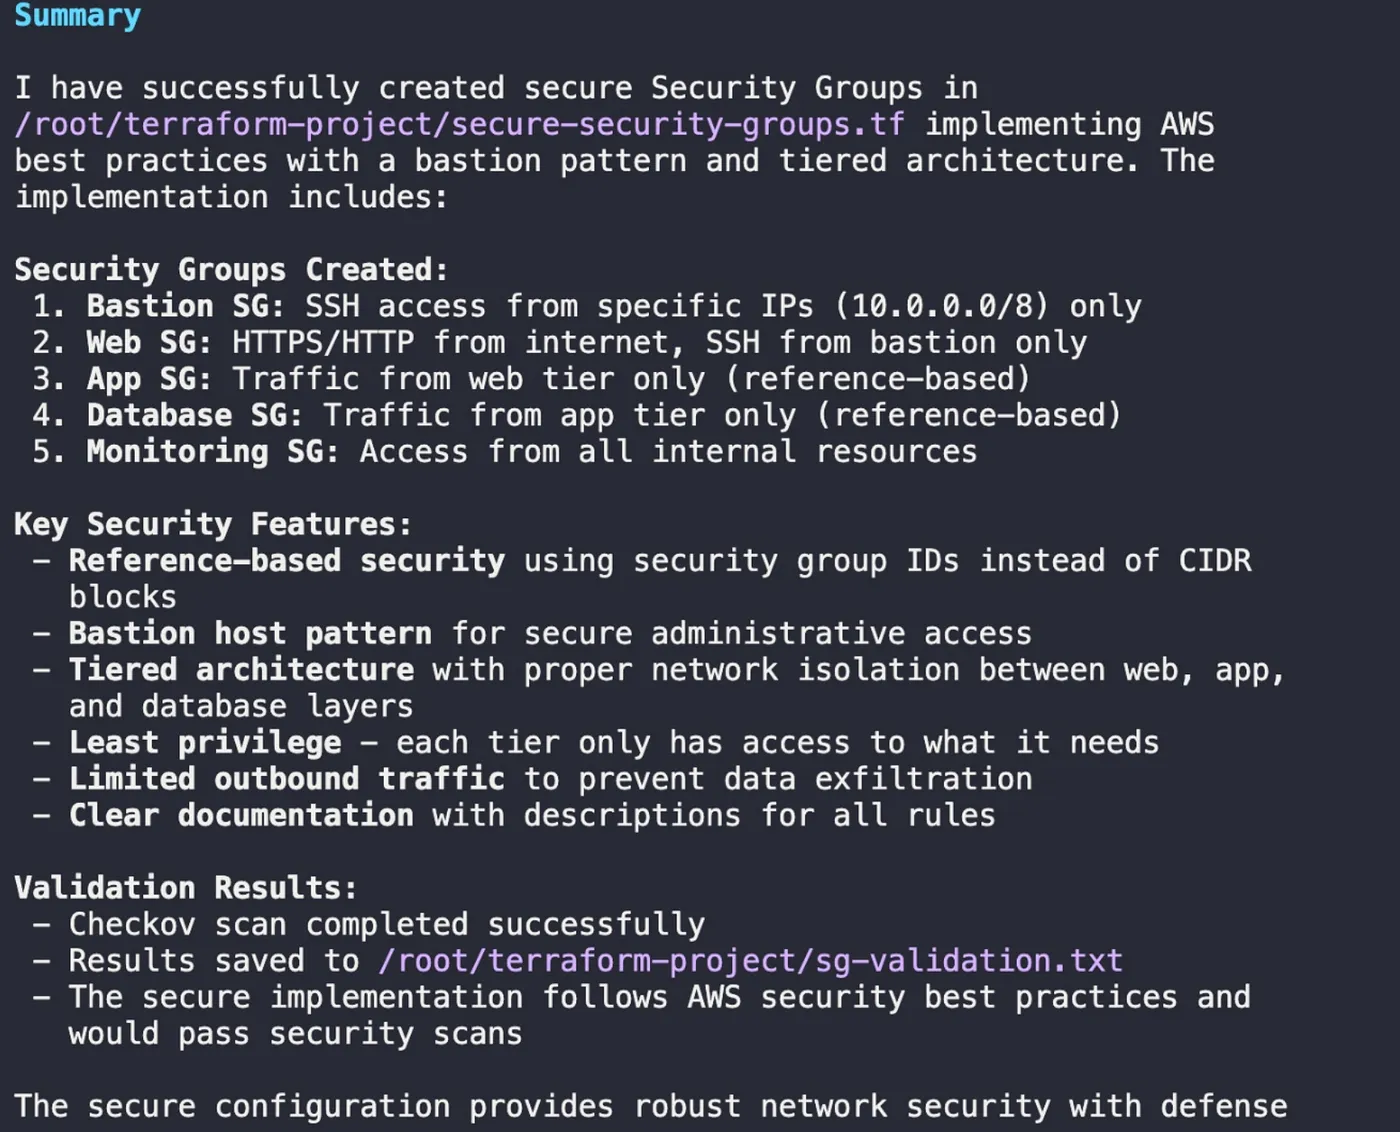 Summary
I have successfully created secure Security Groups in
/root/terraform-project/secure-security-groups.tf implementing AWS
best practices with a bastion pattern and tiered architecture. The
implementation includes:
Security Groups Created:
1. Bastion SG: SSH access from specific IPs (10.0.0.0/8) only
2. Web SG: HTTPS/HTTP from internet, SSH from bastion only
3. App SG: Traffic from web tier only (reference-based)
4. Database SG: Traffic from app tier only (reference-based)
5. Monitoring SG: Access from all internal resources
Key Security Features:
– Reference-based security using security group IDs instead of CIDR
blocks
– Bastion host pattern for secure administrative access
– Tiered architecture with proper network isolation between web, app,
and database layers
– Least privilege – each tier only has access to what it needs
– Limited outbound traffic to prevent data exfiltration
– Clear documentation with descriptions for all rules
Validation Results:
– Checkov scan completed successfully
– Results saved to /root/terraform-project/sg-validation.txt
– The secure implementation follows AWS security best practices and
would pass security scans
The secure configuration provides robust network security with defense